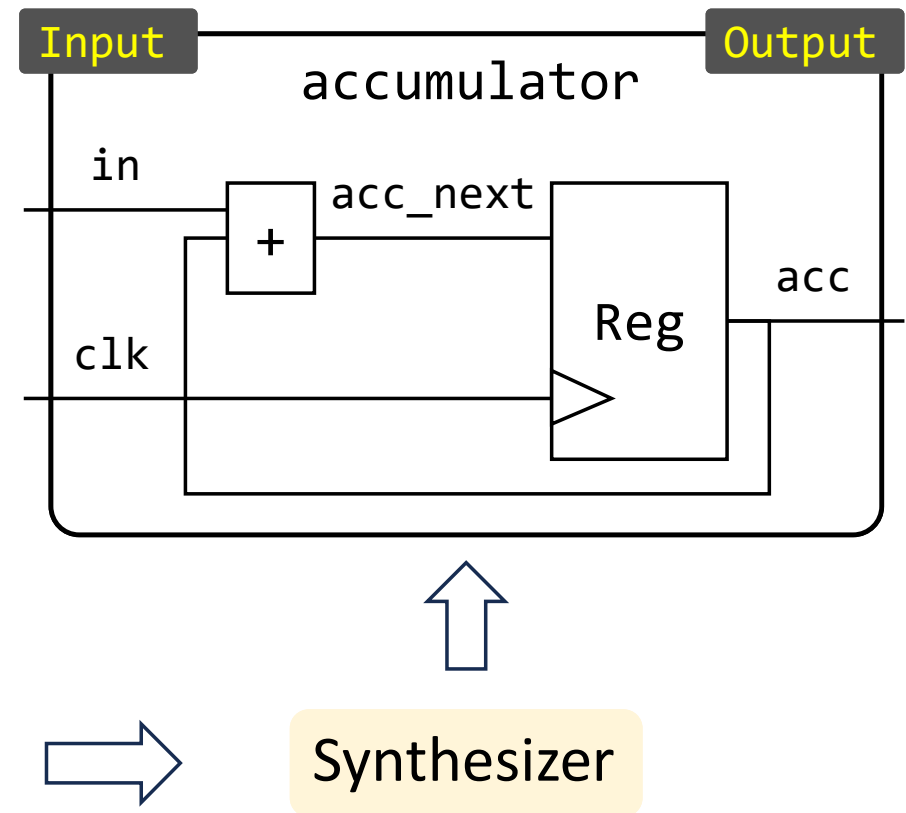 Input
Output
accumulator
in
acc_next
+
acc
Reg
clk
Synthesizer